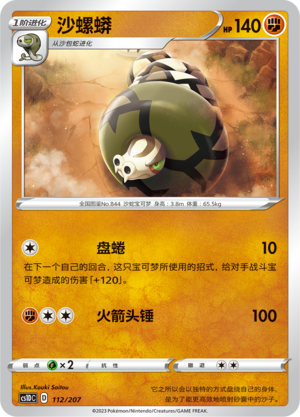 1阶进化 沙螺蟒 HP 140
从沙包蛇进化
全国图鉴No.844 沙蛇宝可梦 身高：3.8m 体重：65.5kg
盘蜷 10
在下一个自己的回合，这只宝可梦所使用的招式，给对手战斗宝
可梦造成的伤害「+120」。
火箭头锤 100
弱点 ×2 抵抗力 撤退
Illus.Kouki Saitou
CS1DC D 112/207
它之所以会以独特的方式盘绕自己的身体，
是为了能更高效地喷射砂囊中的沙子。
©2023 Pokémon/Nintendo/Creatures/GAME FREAK.